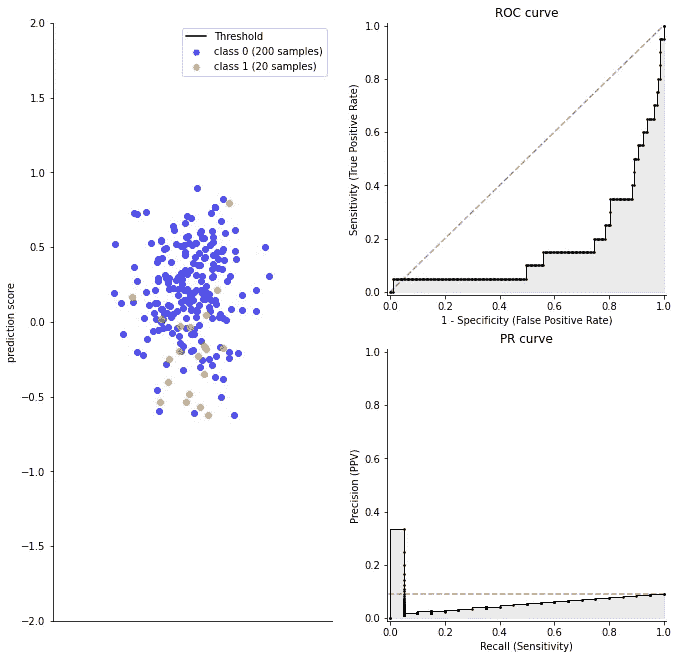 Threshold
class 0 (200 samples)
class 1 (20 samples)
prediction score
2.0
1.5
1.0
0.5
0.0
−0.5
−1.0
−1.5
−2.0
ROC curve
Sensitivity (True Positive Rate)
1.0
0.8
0.6
0.4
0.2
0.0
0.0 0.2 0.4 0.6 0.8 1.0
1 - Specificity (False Positive Rate)
PR curve
Precision (PPV)
1.0
0.8
0.6
0.4
0.2
0.0
0.0 0.2 0.4 0.6 0.8 1.0
Recall (Sensitivity)